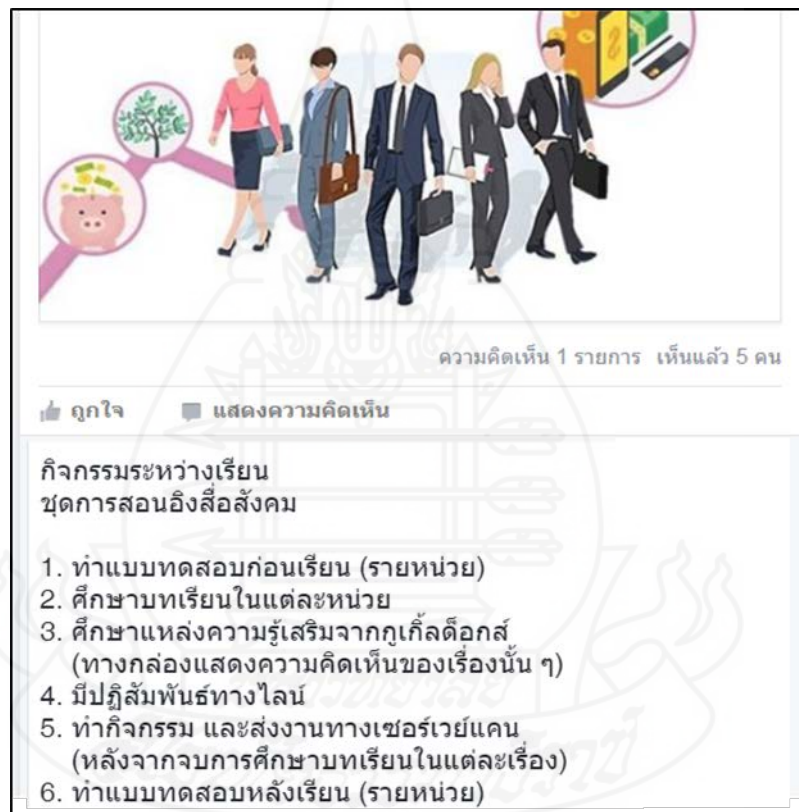 ความคิดเห็น 1 รายการ เห็นแล้ว 5 คน
ถูกใจ แสดงความคิดเห็น
กิจกรรมระหว่างเรียน
ชุดการสอนอิงสื่อสังคม
1. ทำแบบทดสอบก่อนเรียน (รายหน่วย)
2. ศึกษาบทเรียนในแต่ละหน่วย
3. ศึกษาแหล่งความรู้เสริมจากกูเกิ้ลด็อกส์
(ทางกล่องแสดงความคิดเห็นของเรื่องนั้น ๆ)
4. มีปฏิสัมพันธ์ทางไลน์
5. ทำกิจกรรม และส่งงานทางเซอร์เวย์แคน
(หลังจากจบการศึกษาบทเรียนในแต่ละเรื่อง)
6. ทำแบบทดสอบหลังเรียน (รายหน่วย)